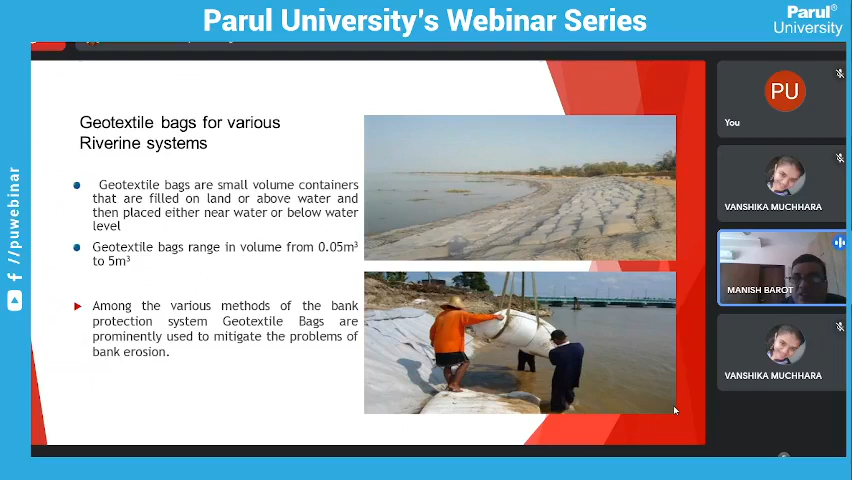 Parul University's Webinar Series
Parul®
University
Geotextile bags for various
Riverine systems
Geotextile bags are small volume containers
that are filled on land or above water and
then placed either near water or below water
level
Geotextile bags range in volume from 0.05m³
to 5m³
Among the various methods of the bank
protection system Geotextile Bags are
prominently used to mitigate the problems of
bank erosion.
PU
You
VANSHIKA MUCHHARA
MANISH BAROT
VANSHIKA MUCHHARA
//puwebinar